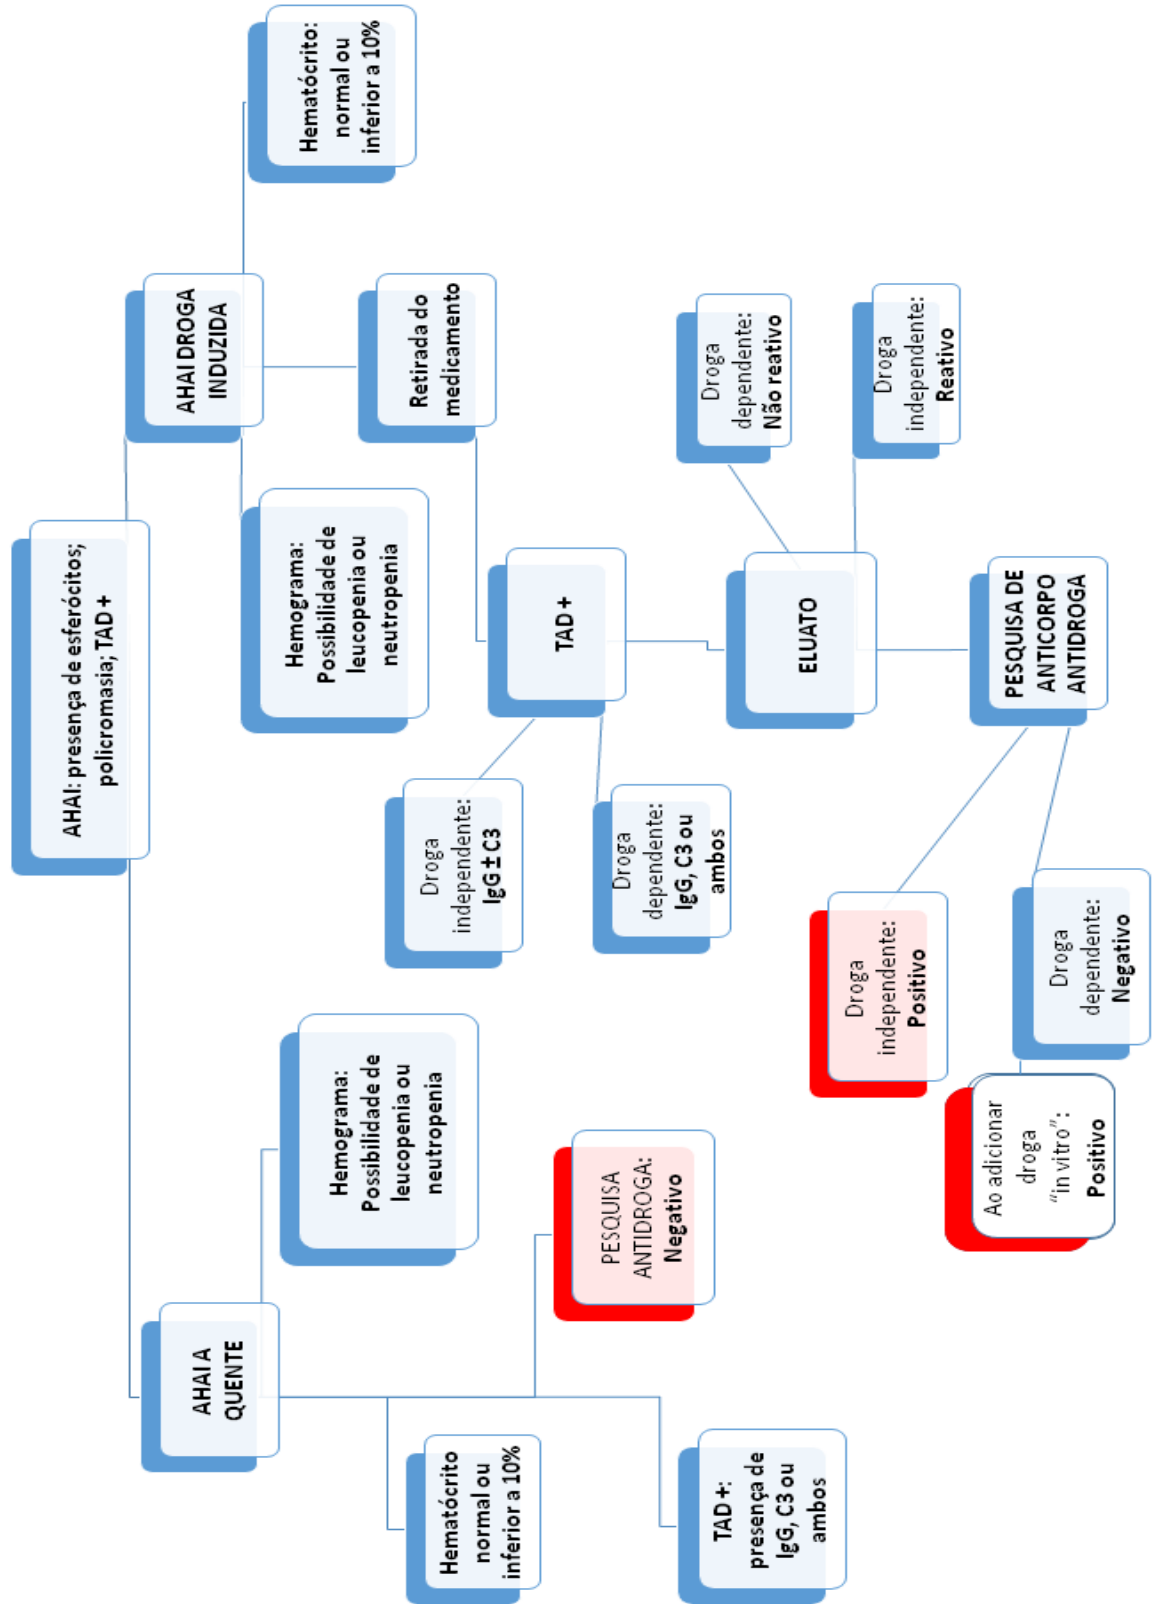 AHAI: presença de esferócitos;
policromasia; TAD +
AHAI A
QUENTE
Hematócrito
normal ou
inferior a 10%
TAD +:
presença de
IgG, C3 ou
ambos
PESQUISA
ANTIDROGA:
Negativo
Hemograma:
Possibilidade de
leucopenia ou
neutropenia
AHAI DROGA
INDUZIDA
Hemograma:
Possibilidade de
leucopenia ou
neutropenia
Retirada do
medicamento
Hematócrito:
normal ou
inferior a 10%
TAD +
Droga
independente:
IgG ± C3
Droga
dependente:
IgG, C3 ou
ambos
ELUATO
Droga
dependente:
Não reativo
Droga
independente:
Reativo
PESQUISA DE
ANTICORPO
ANTIDROGA
Droga
independente:
Positivo
Droga
dependente:
Negativo
Ao adicionar
droga
“in vitro”:
Positivo